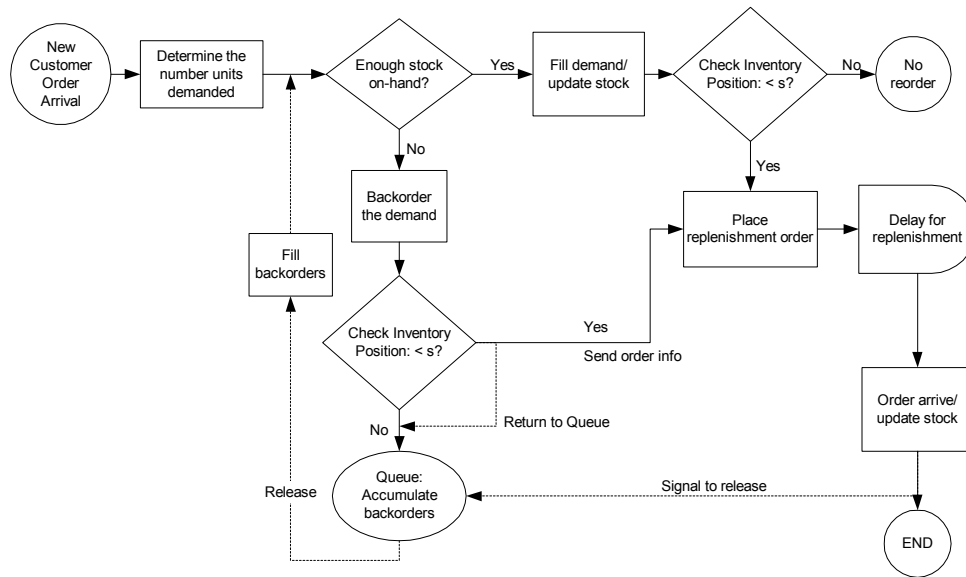 New
Customer
Order
Arrival
Determine the
number units
demanded
Enough stock
on-hand?
Yes
Fill demand/
update stock
Check Inventory
Position: < s?
No
No
reorder
No
Yes
Backorder
the demand
Place
replenishment order
Delay for
replenishment
Fill
backorders
Check Inventory
Position: < s?
Yes
Send order info
Order arrive/
update stock
Return to Queue
No
Queue:
Accumulate
backorders
Release
Signal to release
END